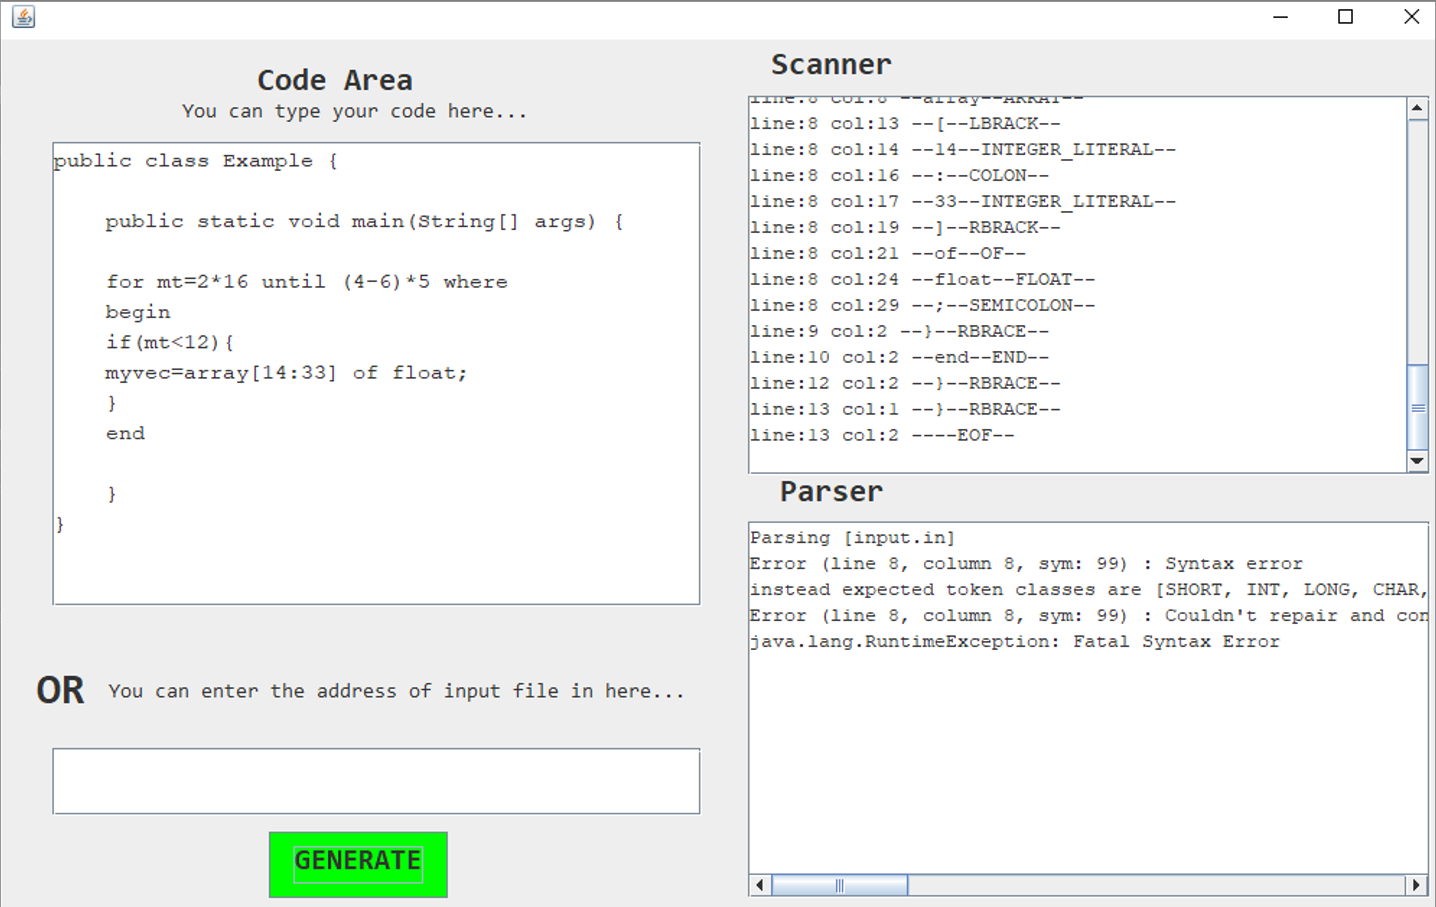 Code Area
You can type your code here...
public class Example {
public static void main(String[] args) {
for mt=2*16 until (4-6)*5 where
begin
if(mt<12){
myvec=array[14:33] of float;
}
end
}
}
OR You can enter the address of input file in here...
GENERATE
Scanner
line:8 col:8 --array--ARRAY--
line:8 col:13 --[--LBRACK--
line:8 col:14 --14--INTEGER_LITERAL--
line:8 col:16 --:--COLON--
line:8 col:17 --33--INTEGER_LITERAL--
line:8 col:19 --]--RBRACK--
line:8 col:21 --of--OF--
line:8 col:24 --float--FLOAT--
line:8 col:29 --;--SEMICOLON--
line:9 col:2 --}--RBRACE--
line:10 col:2 --end--END--
line:12 col:2 --}--RBRACE--
line:13 col:1 --}--RBRACE--
line:13 col:2 ----EOF--
Parser
Parsing [input.in]
Error (line 8, column 8, sym: 99) : Syntax error
instead expected token classes are [SHORT, INT, LONG, CHAR,
Error (line 8, column 8, sym: 99) : Couldn't repair and con
java.lang.RuntimeException: Fatal Syntax Error